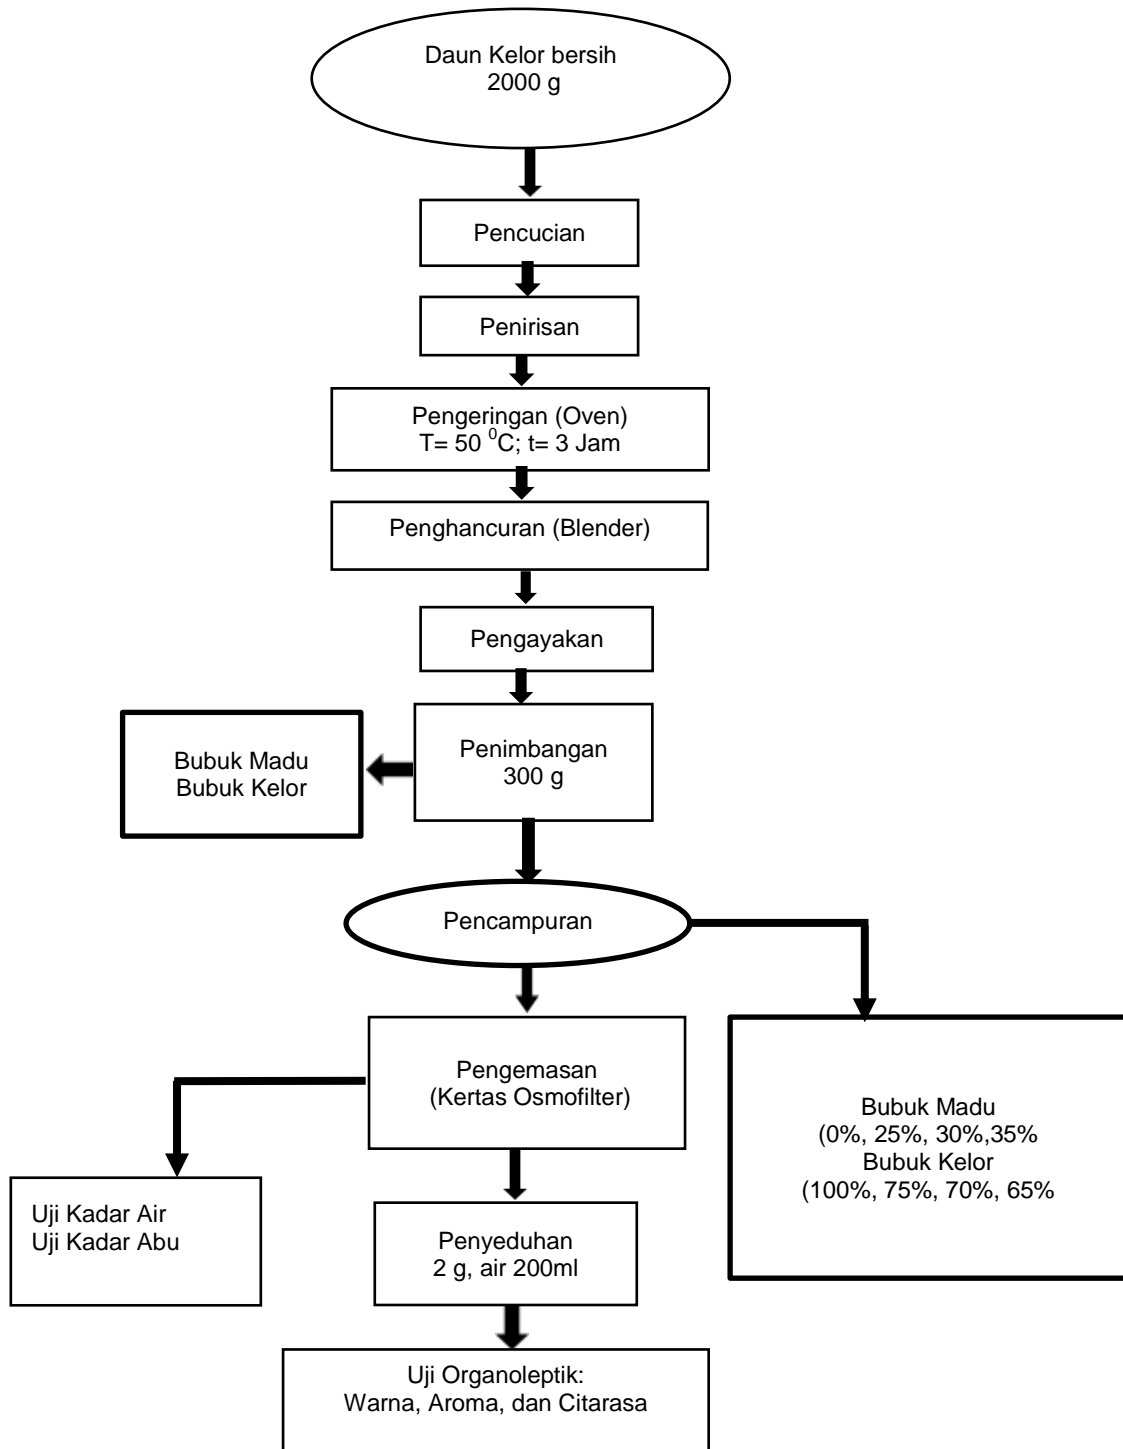 Daun Kelor bersih
2000 g
Pencucian
Penirisan
Pengeringan (Oven)
T= 50 ⁰C; t= 3 Jam
Penghancuran (Blender)
Pengayakan
Penimbangan
300 g
Bubuk Madu
Bubuk Kelor
Pencampuran
Pengemasan
(Kertas Osmofilter)
Bubuk Madu
(0%, 25%, 30%,35%
Bubuk Kelor
(100%, 75%, 70%, 65%
Uji Kadar Air
Uji Kadar Abu
Penyeduhan
2 g, air 200ml
Uji Organoleptik:
Warna, Aroma, dan Citarasa